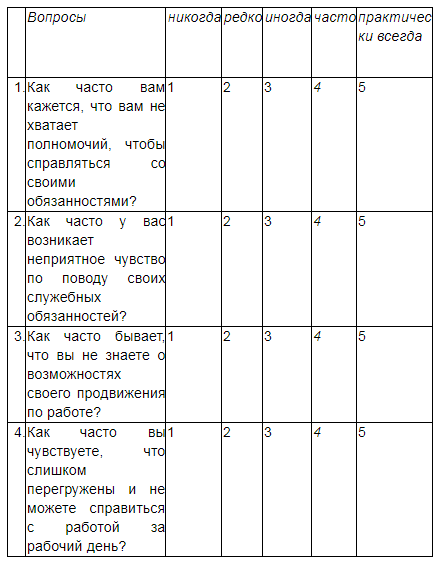 Вопросы никогда редко иногда часто практичес
ки всегда
1. Как часто вам 1 2 3 4 5
кажется, что вам не
хватает
полномочий, чтобы
справляться со
своими
обязанностями?
2. Как часто у вас 1 2 3 4 5
возникает
неприятное чувство
по поводу своих
служебных
обязанностей?
3. Как часто бывает, 1 2 3 4 5
что вы не знаете о
возможностях
своего продвижения
по работе?
4. Как часто вы 1 2 3 4 5
чувствуете, что
слишком
перегружены и не
можете справиться
с работой за
рабочий день?